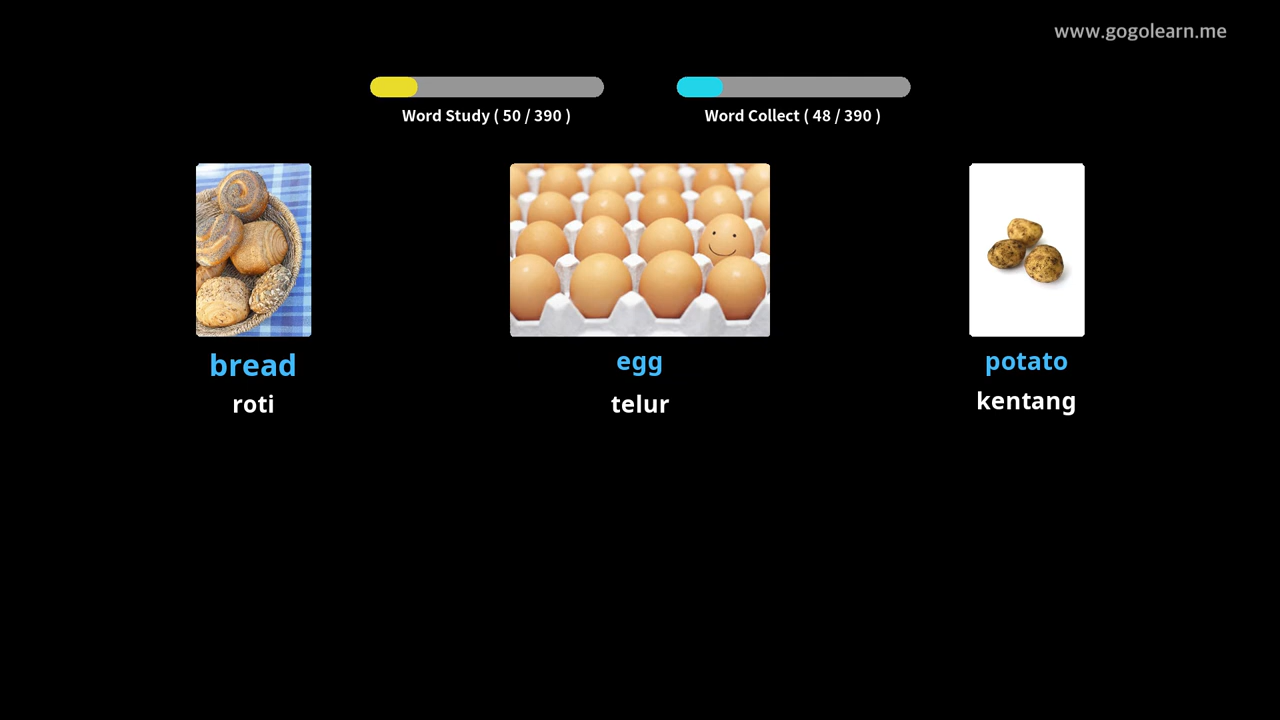 www.gogolearn.me
Word Study ( 50 / 390 )
Word Collect ( 48 / 390 )
bread
roti
egg
telur
potato
kentang